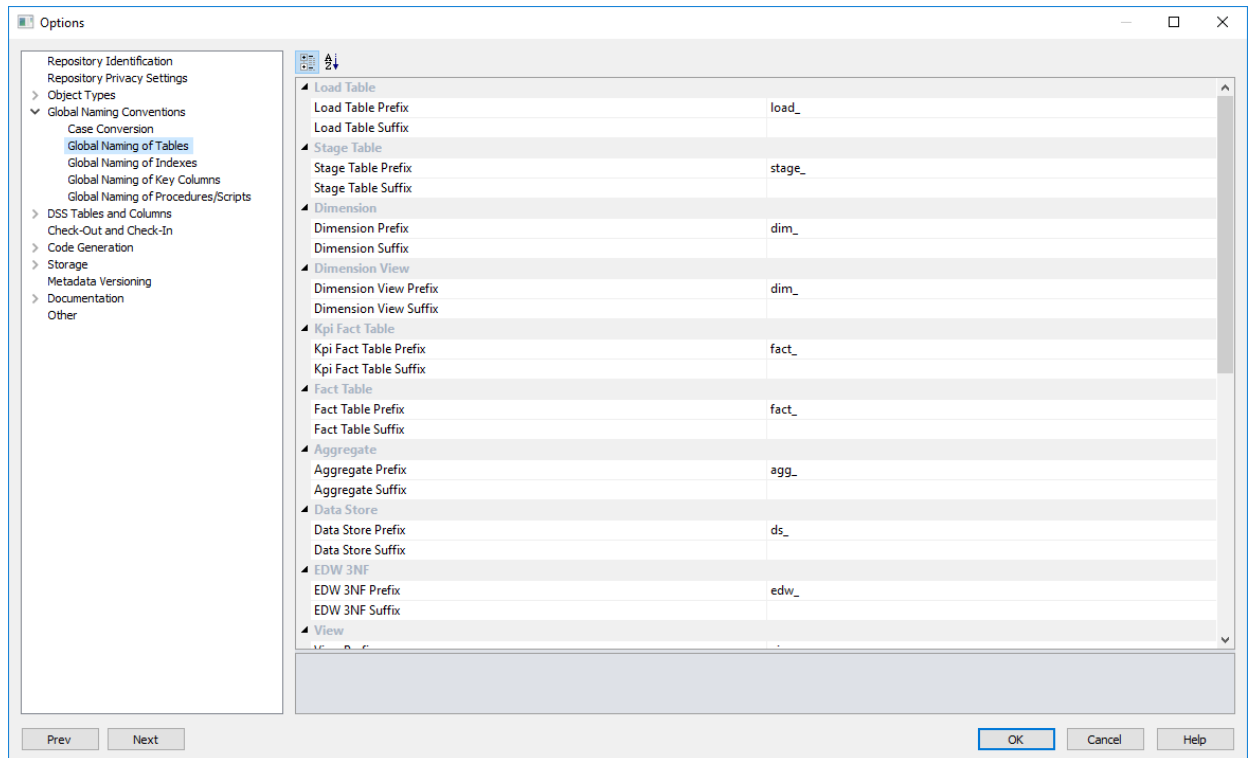 Options
Repository Identification
Repository Privacy Settings
Object Types
Global Naming Conventions
Case Conversion
Global Naming of Tables
Global Naming of Indexes
Global Naming of Key Columns
Global Naming of Procedures/Scripts
DSS Tables and Columns
Check-Out and Check-In
Code Generation
Storage
Metadata Versioning
Documentation
Other
Load Table
Load Table Prefix load_
Load Table Suffix
Stage Table
Stage Table Prefix stage_
Stage Table Suffix
Dimension
Dimension Prefix dim_
Dimension Suffix
Dimension View
Dimension View Prefix dim_
Dimension View Suffix
Kpi Fact Table
Kpi Fact Table Prefix fact_
Kpi Fact Table Suffix
Fact Table
Fact Table Prefix fact_
Fact Table Suffix
Aggregate
Aggregate Prefix agg_
Aggregate Suffix
Data Store
Data Store Prefix ds_
Data Store Suffix
EDW 3NF
EDW 3NF Prefix edw_
EDW 3NF Suffix
View
Prev Next OK Cancel Help